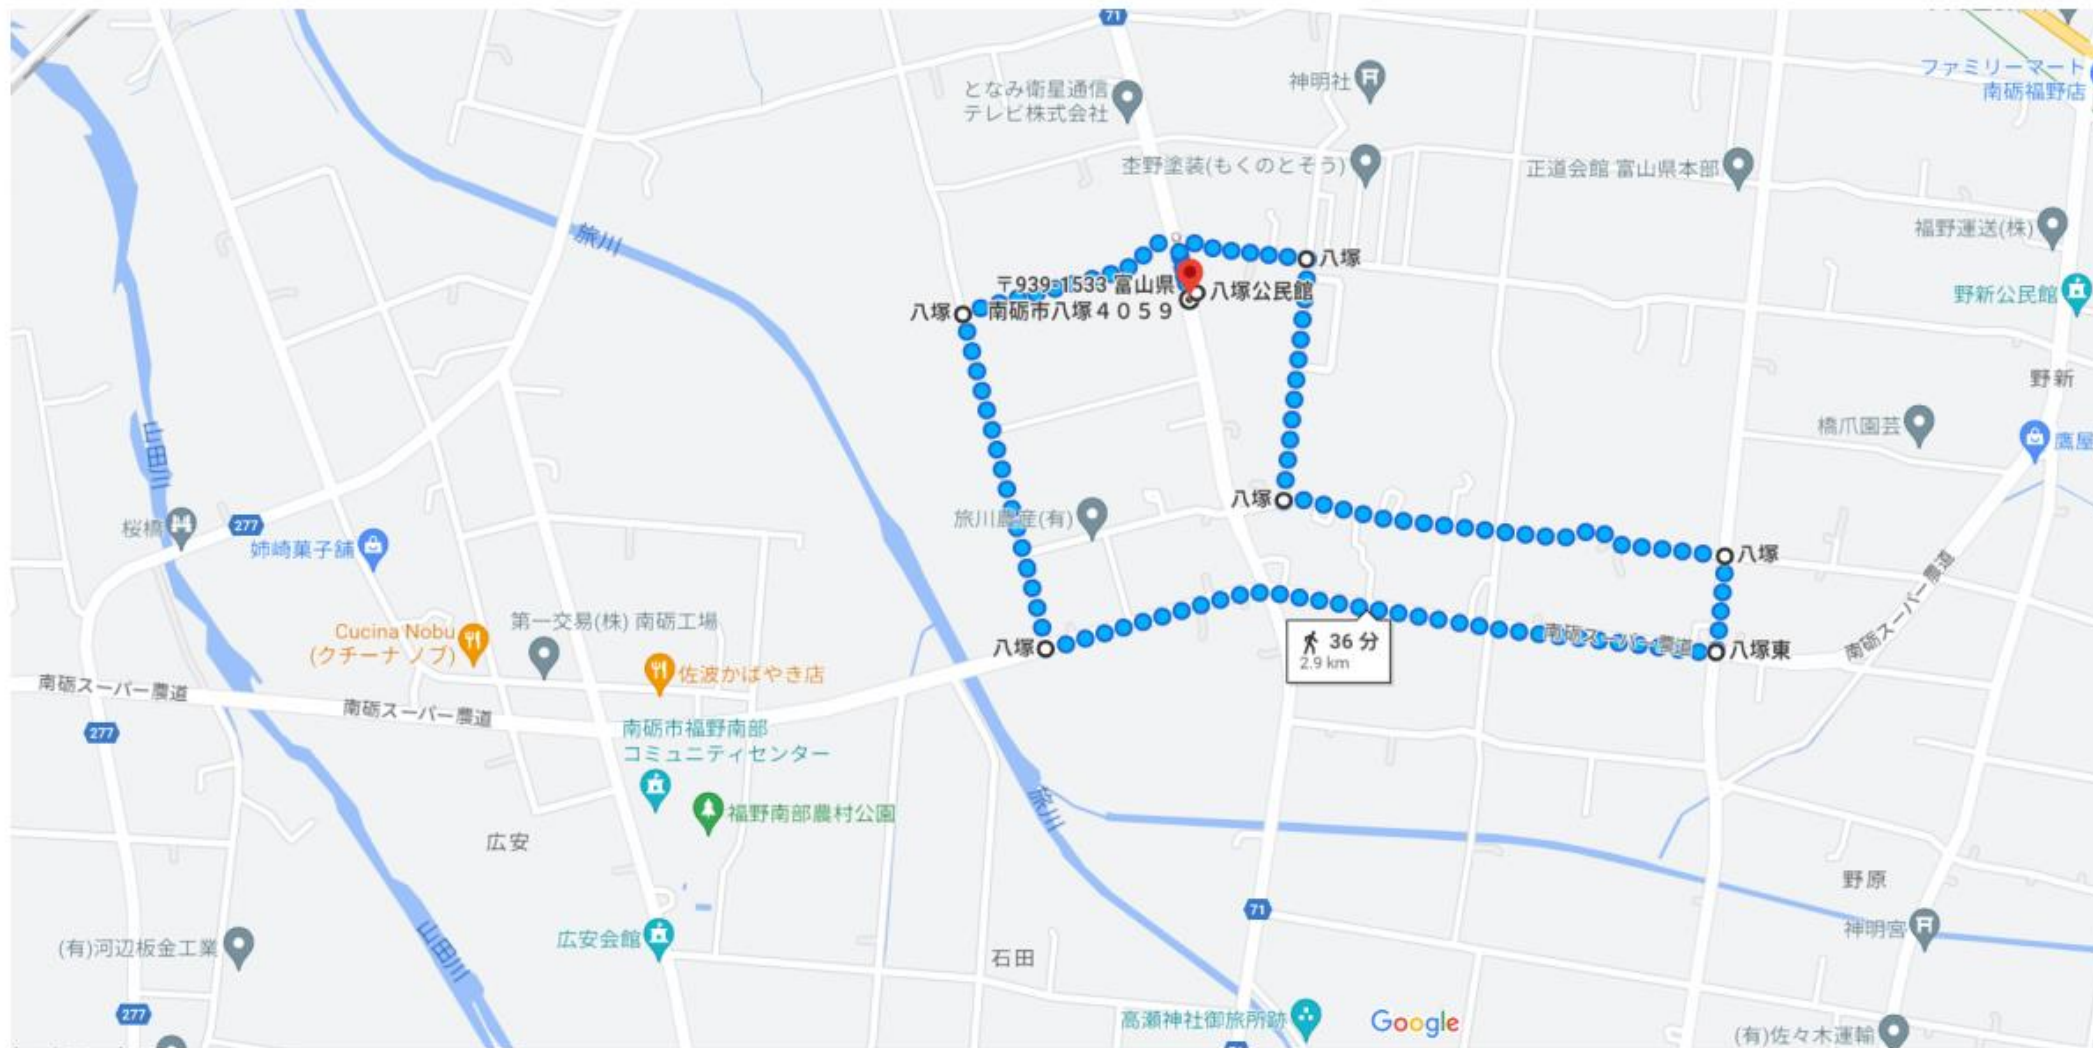 71
となみ衛星通信
テレビ株式会社
神明社
ファミリーマート
南砺福野店
杢野塗装(もくのとそう)
正道会館 富山県本部
福野運送(株)
旅川
八塚
〒939-1533 富山県
南砺市八塚4059
八塚公民館
八塚
野新公民館
野新
山田川
橋爪園芸
鷹屋
八塚
旅川農産(有)
桜橋
277
姉崎菓子舗
八塚
南砺スーパー農道
第一交易(株) 南砺工場
Cucina Nobu
(クチーナ ノブ)
八塚
36 分
2.9 km
南砺スーパー農道
八塚東
佐波かばやき店
南砺スーパー農道
南砺スーパー農道
277
南砺市福野南部
コミュニティセンター
福野南部農村公園
旅川
広安
野原
71
神明宮
広安会館
(有)河辺板金工業
山田川
石田
277
高瀬神社御旅所跡
Google
(有)佐々木運輸